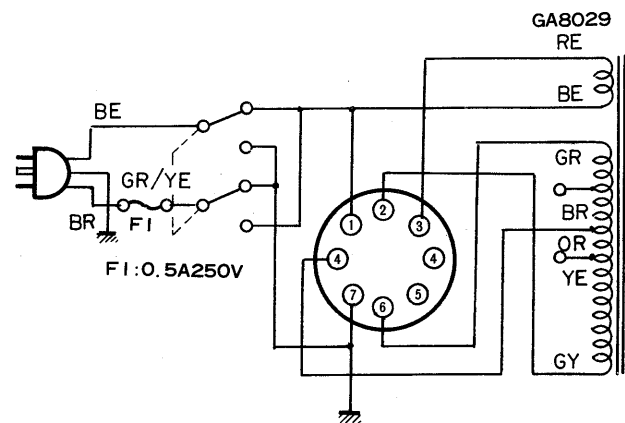 GA8029
RE
BE
BE
GR/YE
GR
BR
F1
BR
OR
YE
GY
F1:0.5A250V
1
2
3
4
4
7
6
5